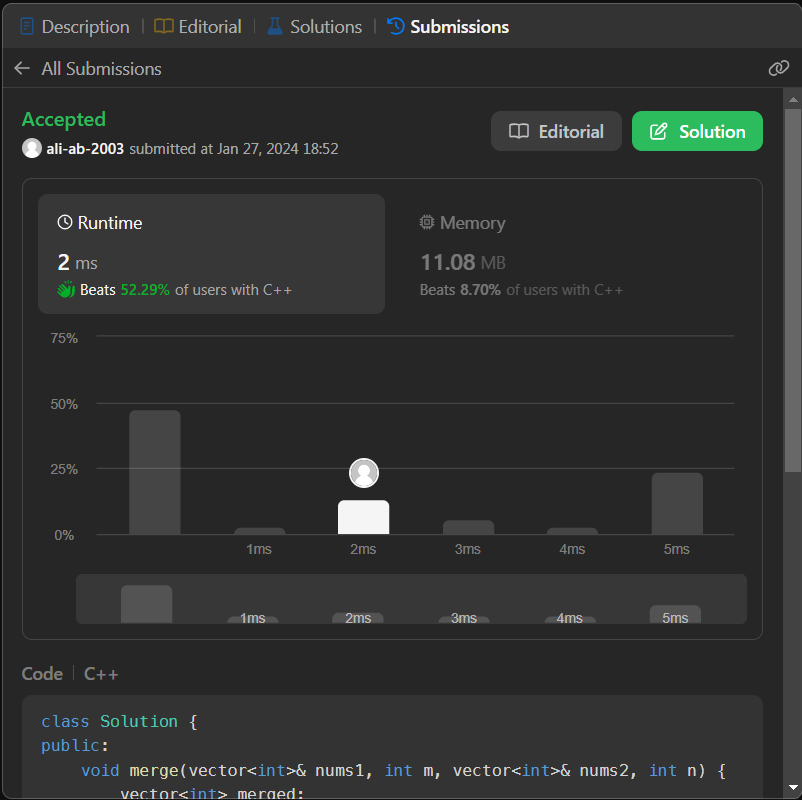 Description | Editorial | Solutions | Submissions
All Submissions
Accepted
ali-ab-2003 submitted at Jan 27, 2024 18:52
Editorial
Solution
Runtime
2 ms
Beats 52.29% of users with C++
Memory
11.08 MB
Beats 8.70% of users with C++
75%
50%
25%
0%
1ms 2ms 3ms 4ms 5ms
1ms 2ms 3ms 4ms 5ms
Code | C++
class Solution {
public:
    void merge(vector<int>& nums1, int m, vector<int>& nums2, int n) {
        vector<int> merged;